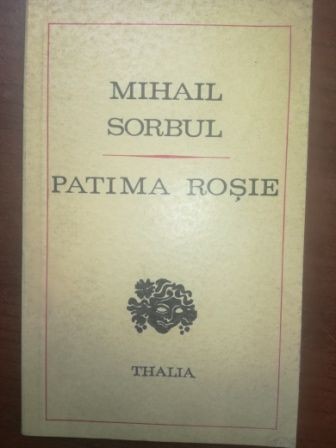 MIHAIL
SORBUL
PATIMA ROȘIE
THALIA